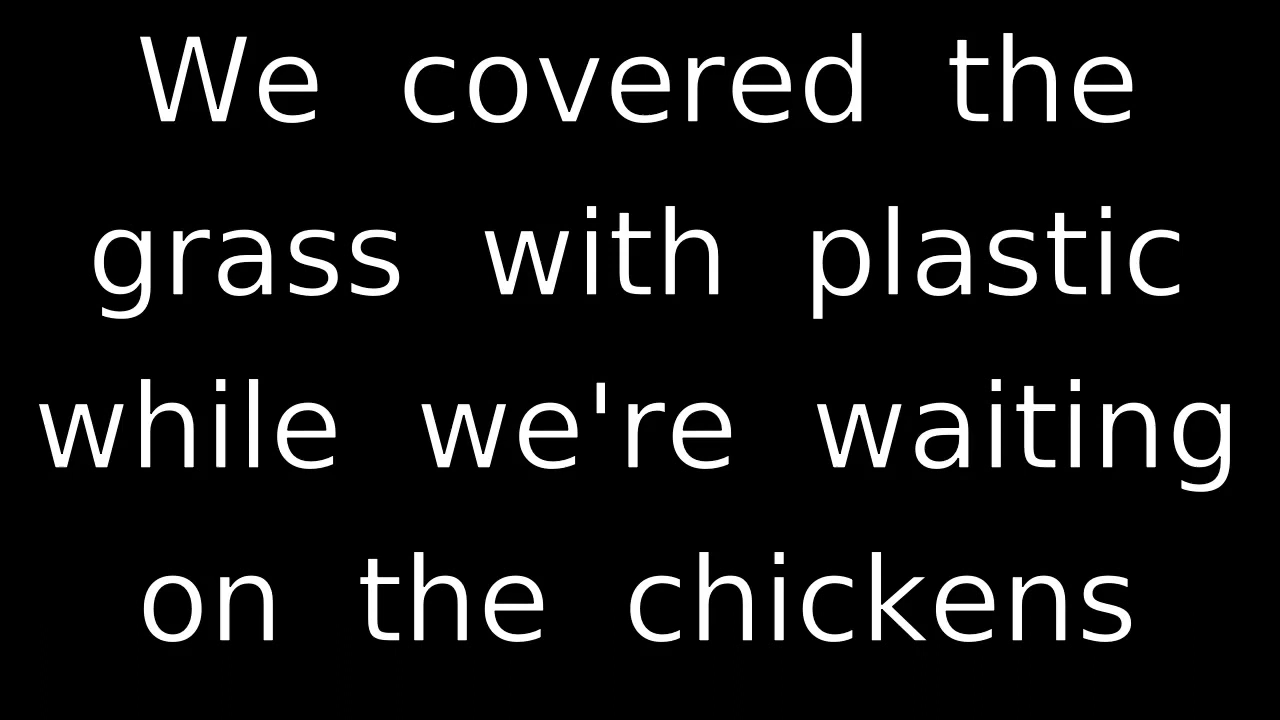 We covered the
grass with plastic
while we're waiting
on the chickens